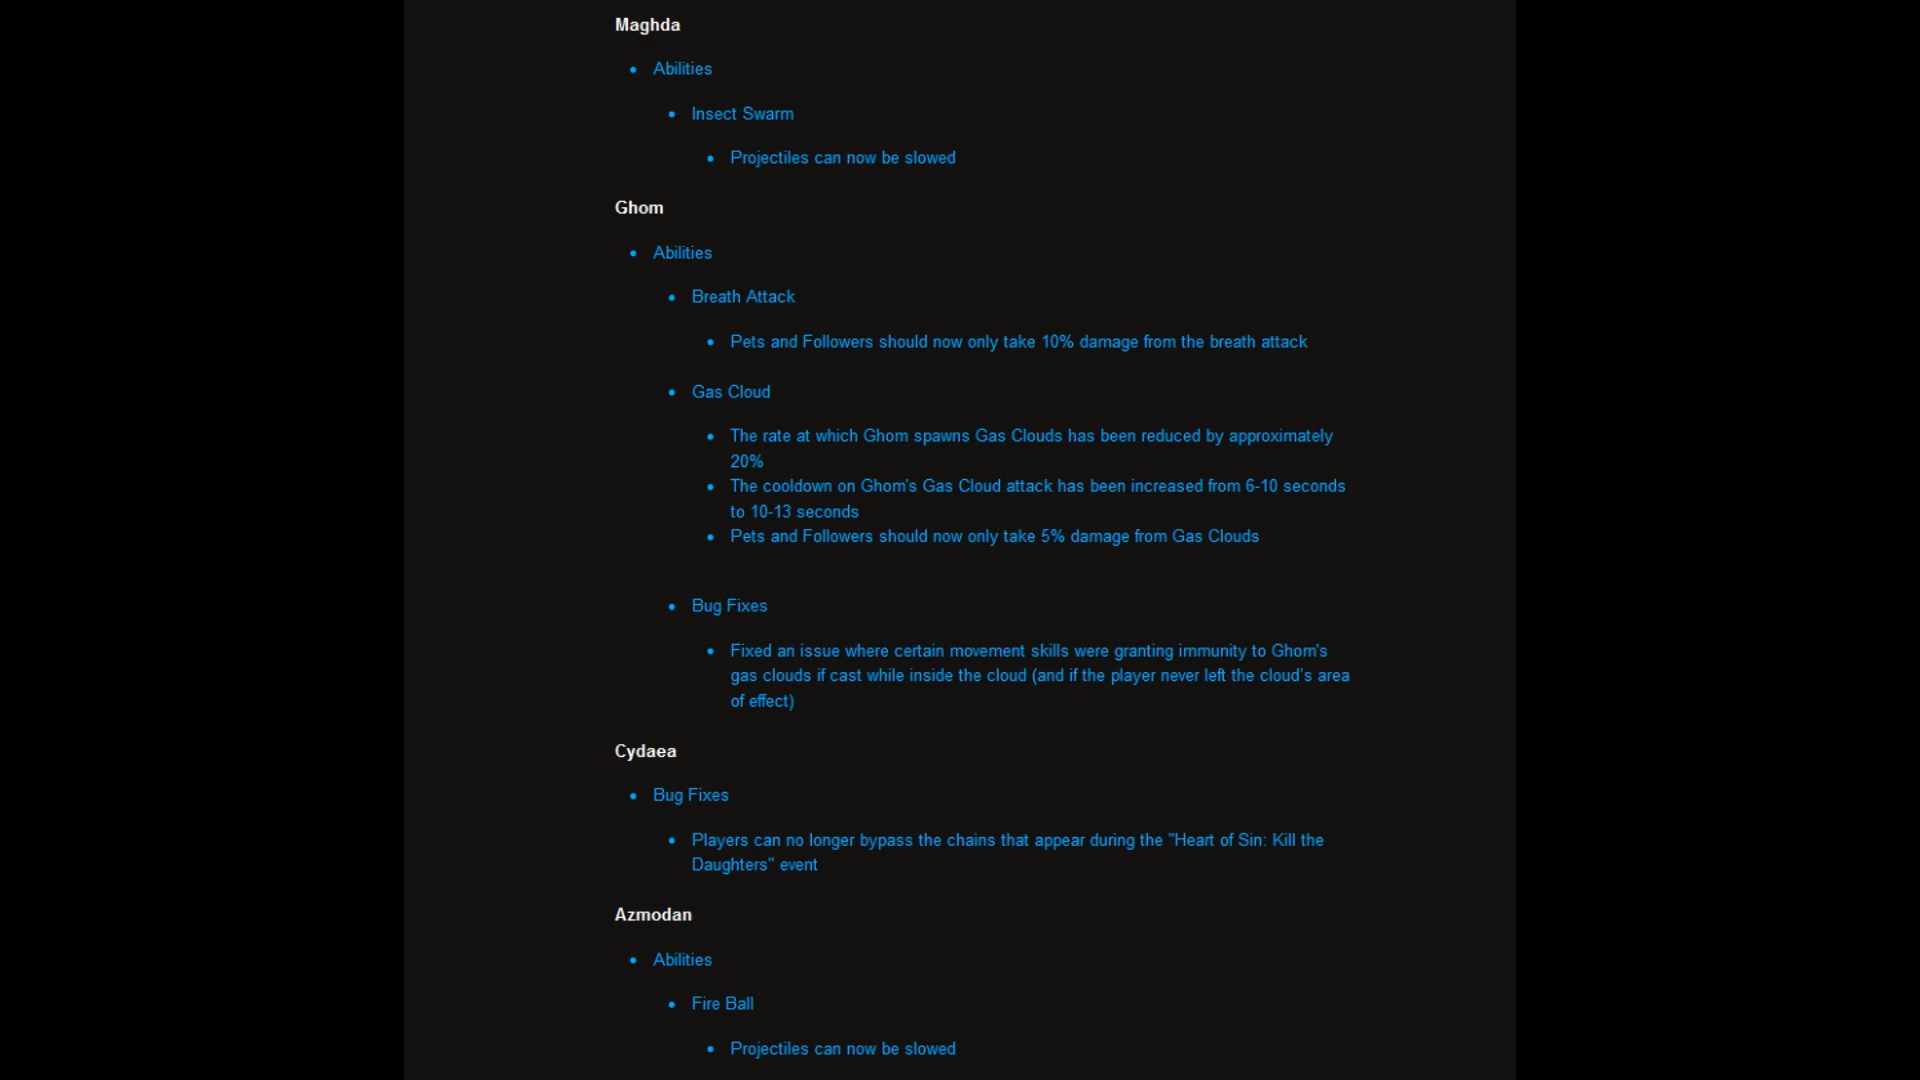 Maghda
Abilities
Insect Swarm
Projectiles can now be slowed
Ghom
Abilities
Breath Attack
Pets and Followers should now only take 10% damage from the breath attack
Gas Cloud
The rate at which Ghom spawns Gas Clouds has been reduced by approximately
20%
The cooldown on Ghom's Gas Cloud attack has been increased from 6-10 seconds
to 10-13 seconds
Pets and Followers should now only take 5% damage from Gas Clouds
Bug Fixes
Fixed an issue where certain movement skills were granting immunity to Ghom's
gas clouds if cast while inside the cloud (and if the player never left the cloud's area
of effect)
Cydaea
Bug Fixes
Players can no longer bypass the chains that appear during the "Heart of Sin: Kill the
Daughters" event
Azmodan
Abilities
Fire Ball
Projectiles can now be slowed